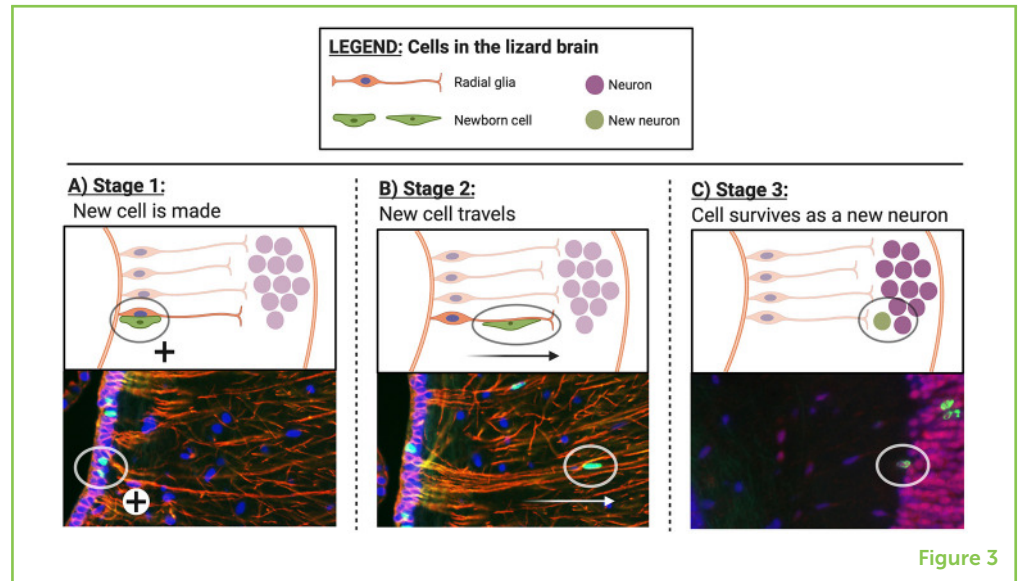 LEGEND: Cells in the lizard brain
Radial glia
Neuron
Newborn cell
New neuron
A) Stage 1:
New cell is made
B) Stage 2:
New cell travels
C) Stage 3:
Cell survives as a new neuron
+
+
Figure 3